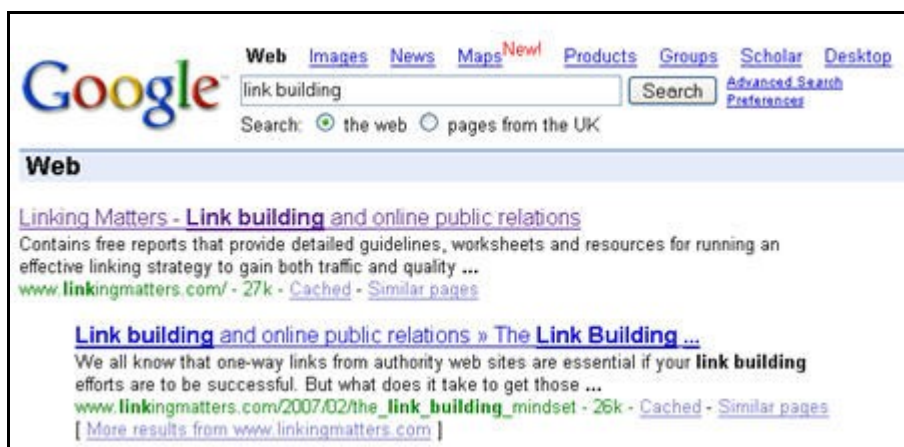 Web Images News Maps New! Products Groups Scholar Desktop
Google™ link building Search Advanced Search
Preferences
Search: the web pages from the UK
Web
Linking Matters - Link building and online public relations
Contains free reports that provide detailed guidelines, worksheets and resources for running an
effective linking strategy to gain both traffic and quality ...
www.linkingmatters.com/ - 27k - Cached - Similar pages
Link building and online public relations » The Link Building ...
We all know that one-way links from authority web sites are essential if your link building
efforts are to be successful. But what does it take to get those ...
www.linkingmatters.com/2007/02/the_link_building_mindset - 26k - Cached - Similar pages
[ More results from www.linkingmatters.com ]